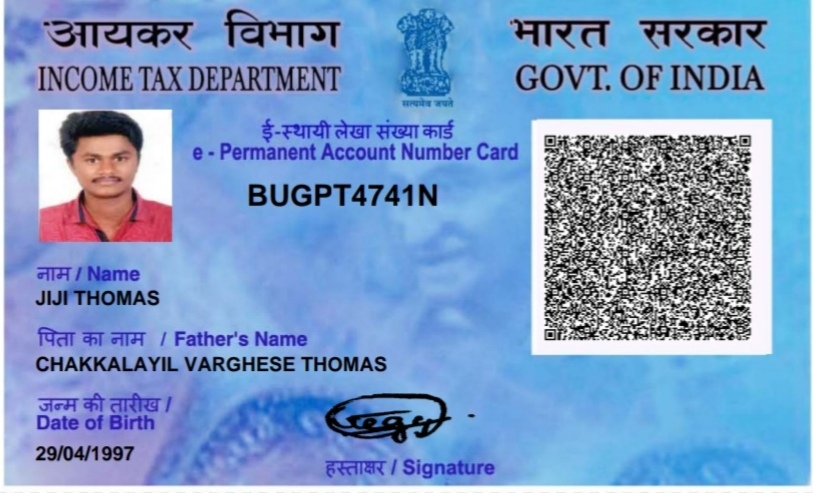 आयकर विभाग
INCOME TAX DEPARTMENT
सत्यमेव जयते
भारत सरकार
GOVT. OF INDIA
ई-स्थायी लेखा संख्या कार्ड
e - Permanent Account Number Card
BUGPT4741N
नाम / Name
JIJI THOMAS
पिता का नाम / Father's Name
CHAKKALAYIL VARGHESE THOMAS
जन्म की तारीख /
Date of Birth
29/04/1997
हस्ताक्षर / Signature